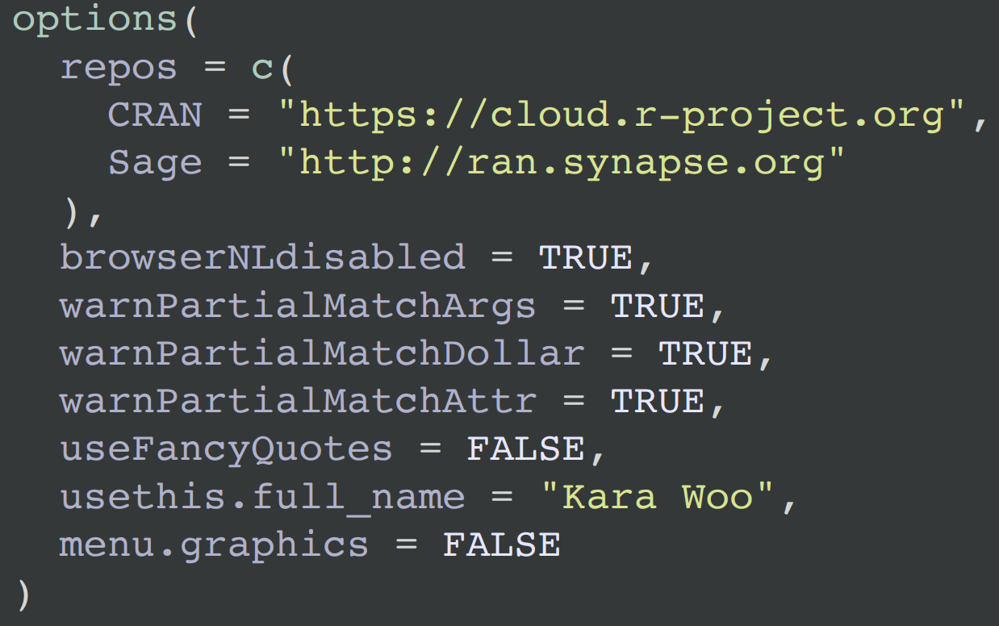 options(
  repos = c(
    CRAN = "https://cloud.r-project.org",
    Sage = "http://ran.synapse.org"
  ),
  browserNLdisabled = TRUE,
  warnPartialMatchArgs = TRUE,
  warnPartialMatchDollar = TRUE,
  warnPartialMatchAttr = TRUE,
  useFancyQuotes = FALSE,
  usethis.full_name = "Kara Woo",
  menu.graphics = FALSE
)